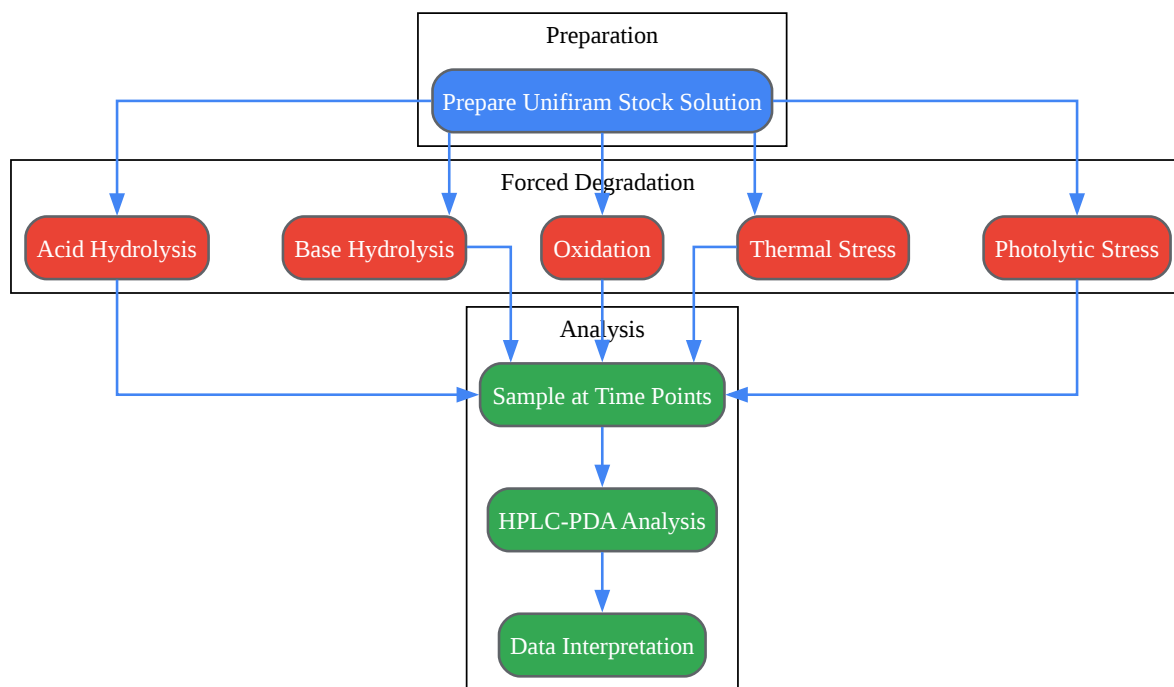 Preparation
Prepare Unifiram Stock Solution
Forced Degradation
Acid Hydrolysis
Base Hydrolysis
Oxidation
Thermal Stress
Photolytic Stress
Analysis
Sample at Time Points
HPLC-PDA Analysis
Data Interpretation